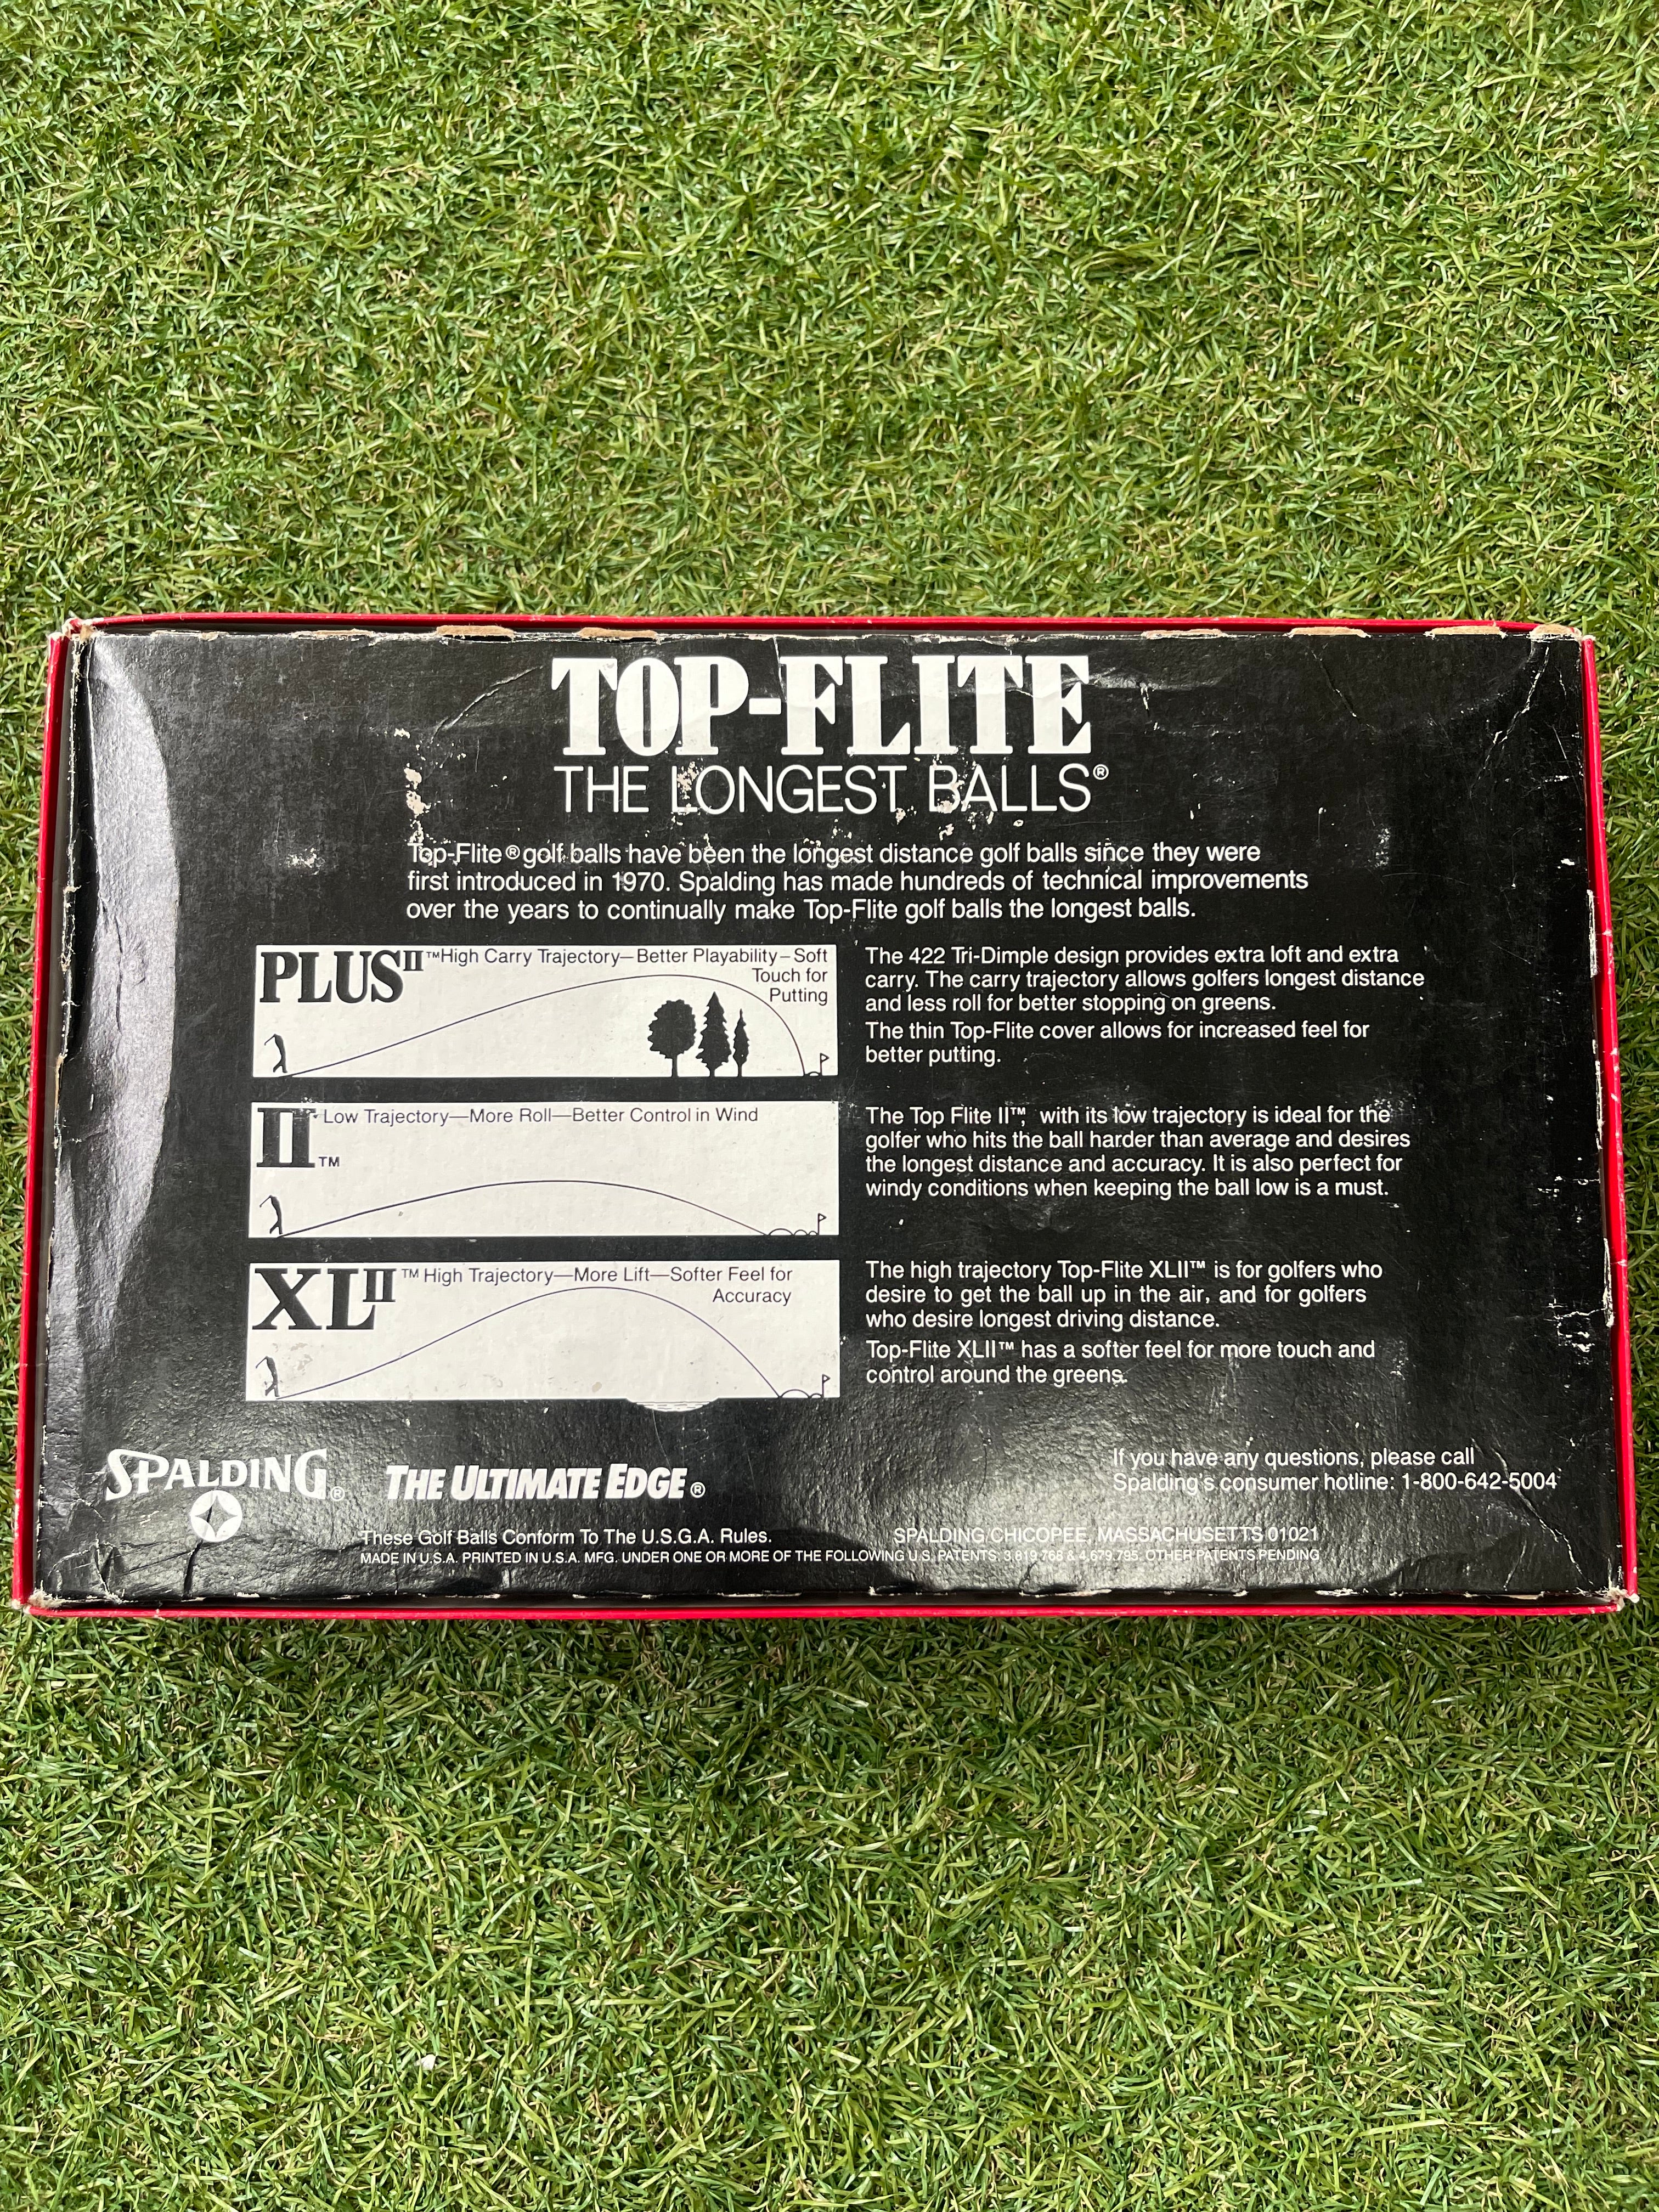 TOP-FLITE
THE LONGEST BALLS®
Top-Flite® golf balls have been the longest distance golf balls since they were
first introduced in 1970. Spalding has made hundreds of technical improvements
over the years to continually make Top-Flite golf balls the longest balls.
PLUS II™ High Carry Trajectory—Better Playability—Soft
Touch for
Putting
The 422 Tri-Dimple design provides extra loft and extra
carry. The carry trajectory allows golfers longest distance
and less roll for better stopping on greens.
The thin Top-Flite cover allows for increased feel for
better putting.
II™ Low Trajectory—More Roll—Better Control in Wind
The Top Flite II™, with its low trajectory is ideal for the
golfer who hits the ball harder than average and desires
the longest distance and accuracy. It is also perfect for
windy conditions when keeping the ball low is a must.
XL II™ High Trajectory—More Lift—Softer Feel for
Accuracy
The high trajectory Top-Flite XLII™ is for golfers who
desire to get the ball up in the air, and for golfers
who desire longest driving distance.
Top-Flite XLII™ has a softer feel for more touch and
control around the greens.
SPALDING® THE ULTIMATE EDGE®
If you have any questions, please call
Spalding's consumer hotline: 1-800-642-5004
These Golf Balls Conform To The U.S.G.A. Rules. SPALDING/CHICOPEE, MASSACHUSETTS 01021
MADE IN U.S.A. PRINTED IN U.S.A. MFG. UNDER ONE OR MORE OF THE FOLLOWING U.S. PATENTS: 3,819,768 & 4,679,795. OTHER PATENTS PENDING